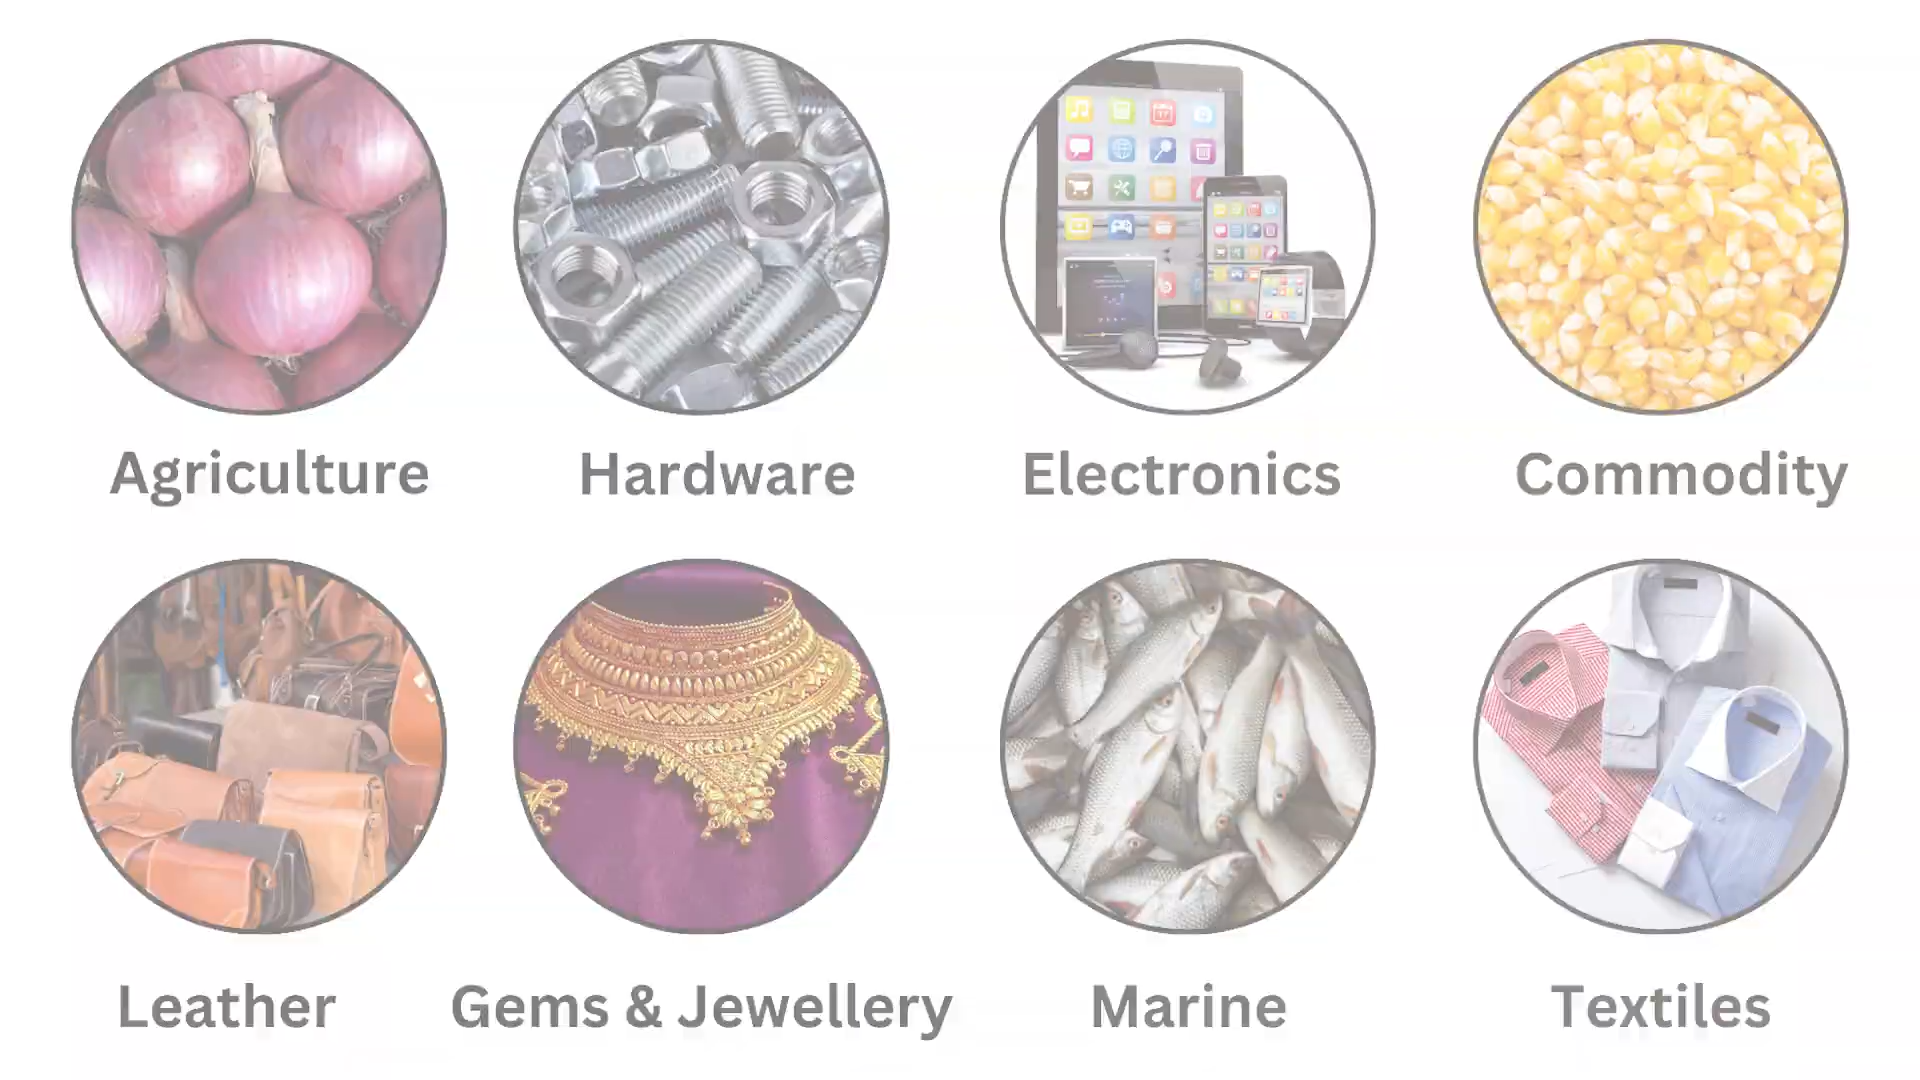 Agriculture
Hardware
Electronics
Commodity
Leather
Gems & Jewellery
Marine
Textiles